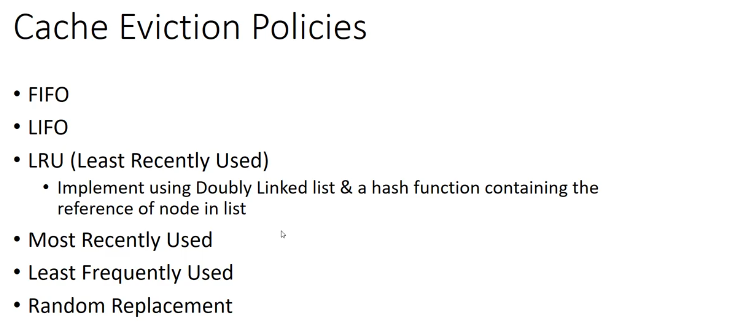 Cache Eviction Policies
• FIFO
• LIFO
• LRU (Least Recently Used)
• Implement using Doubly Linked list & a hash function containing the
reference of node in list
• Most Recently Used
• Least Frequently Used
• Random Replacement